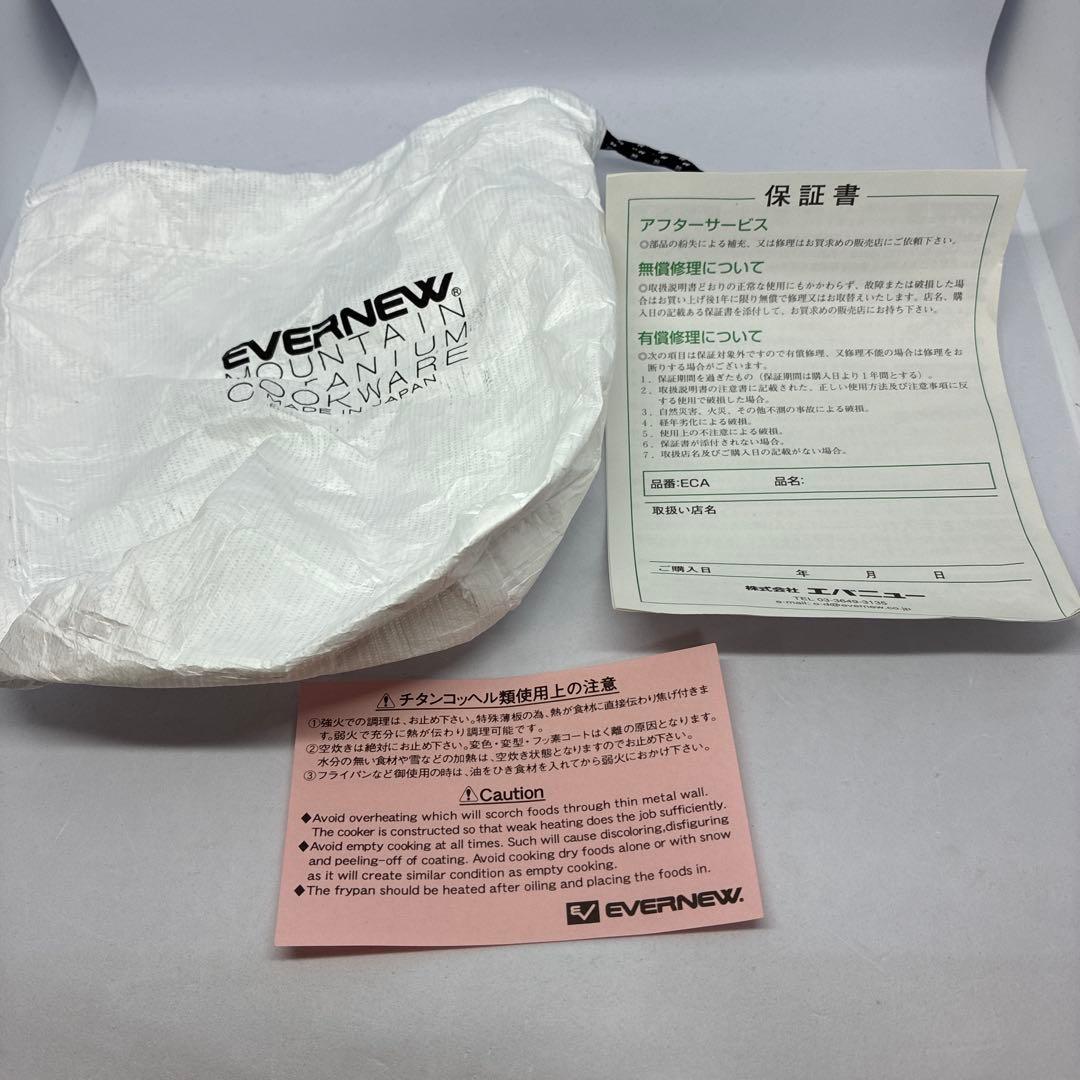 EVERNEW®
MOUNTAIN
TITANIUM
COOKWARE
MADE IN JAPAN
保証書
アフターサービス
◎部品の紛失による補充、又は修理はお買求めの販売店にご依頼下さい。
無償修理について
◎取扱説明書どおりの正常な使用にもかかわらず、故障または破損した場
合はお買い上げ後1年に限り無償で修理又はお取替えいたします。店名、購
入日の記載ある保証書を添付して、お買求めの販売店にお持ち下さい。
有償修理について
◎次の項目は保証対象外ですので有償修理、又修理不能の場合は修理をお
断りする場合がございます。
1．保証期間を過ぎたもの（保証期間は購入日より1年間とする）。
2．取扱説明書の注意書に記載された、正しい使用方法及び注意事項に反
する使用で破損した場合。
3．自然災害、火災、その他不測の事故による破損。
4．経年劣化による破損。
5．使用上の不注意による破損。
6．保証書が添付されない場合。
7．取扱店名及びご購入日の記載がない場合。
品番:ECA 品名:
取扱い店名
ご購入日 年 月 日
株式会社 エバニュー
TEL 03-3649-3135
e-mail: o-d@evernew.co.jp
⚠チタンコッヘル類使用上の注意
①強火での調理は、お止め下さい。特殊薄板の為、熱が食材に直接伝わり焦げ付きま
す。弱火で充分に熱が伝わり調理可能です。
②空炊きは絶対にお止め下さい。変色・変型・フッ素コートはく離の原因となります。
水分の無い食材や雪などの加熱は、空炊き状態となりますのでお止め下さい。
③フライパンなど御使用の時は、油をひき食材を入れてから弱火におかけ下さい。
⚠Caution
◆Avoid overheating which will scorch foods through thin metal wall.
The cooker is constructed so that weak heating does the job sufficiently.
◆Avoid empty cooking at all times. Such will cause discoloring,disfiguring
and peeling-off of coating. Avoid cooking dry foods alone or with snow
as it will create similar condition as empty cooking.
◆The frypan should be heated after oiling and placing the foods in.
EV EVERNEW.